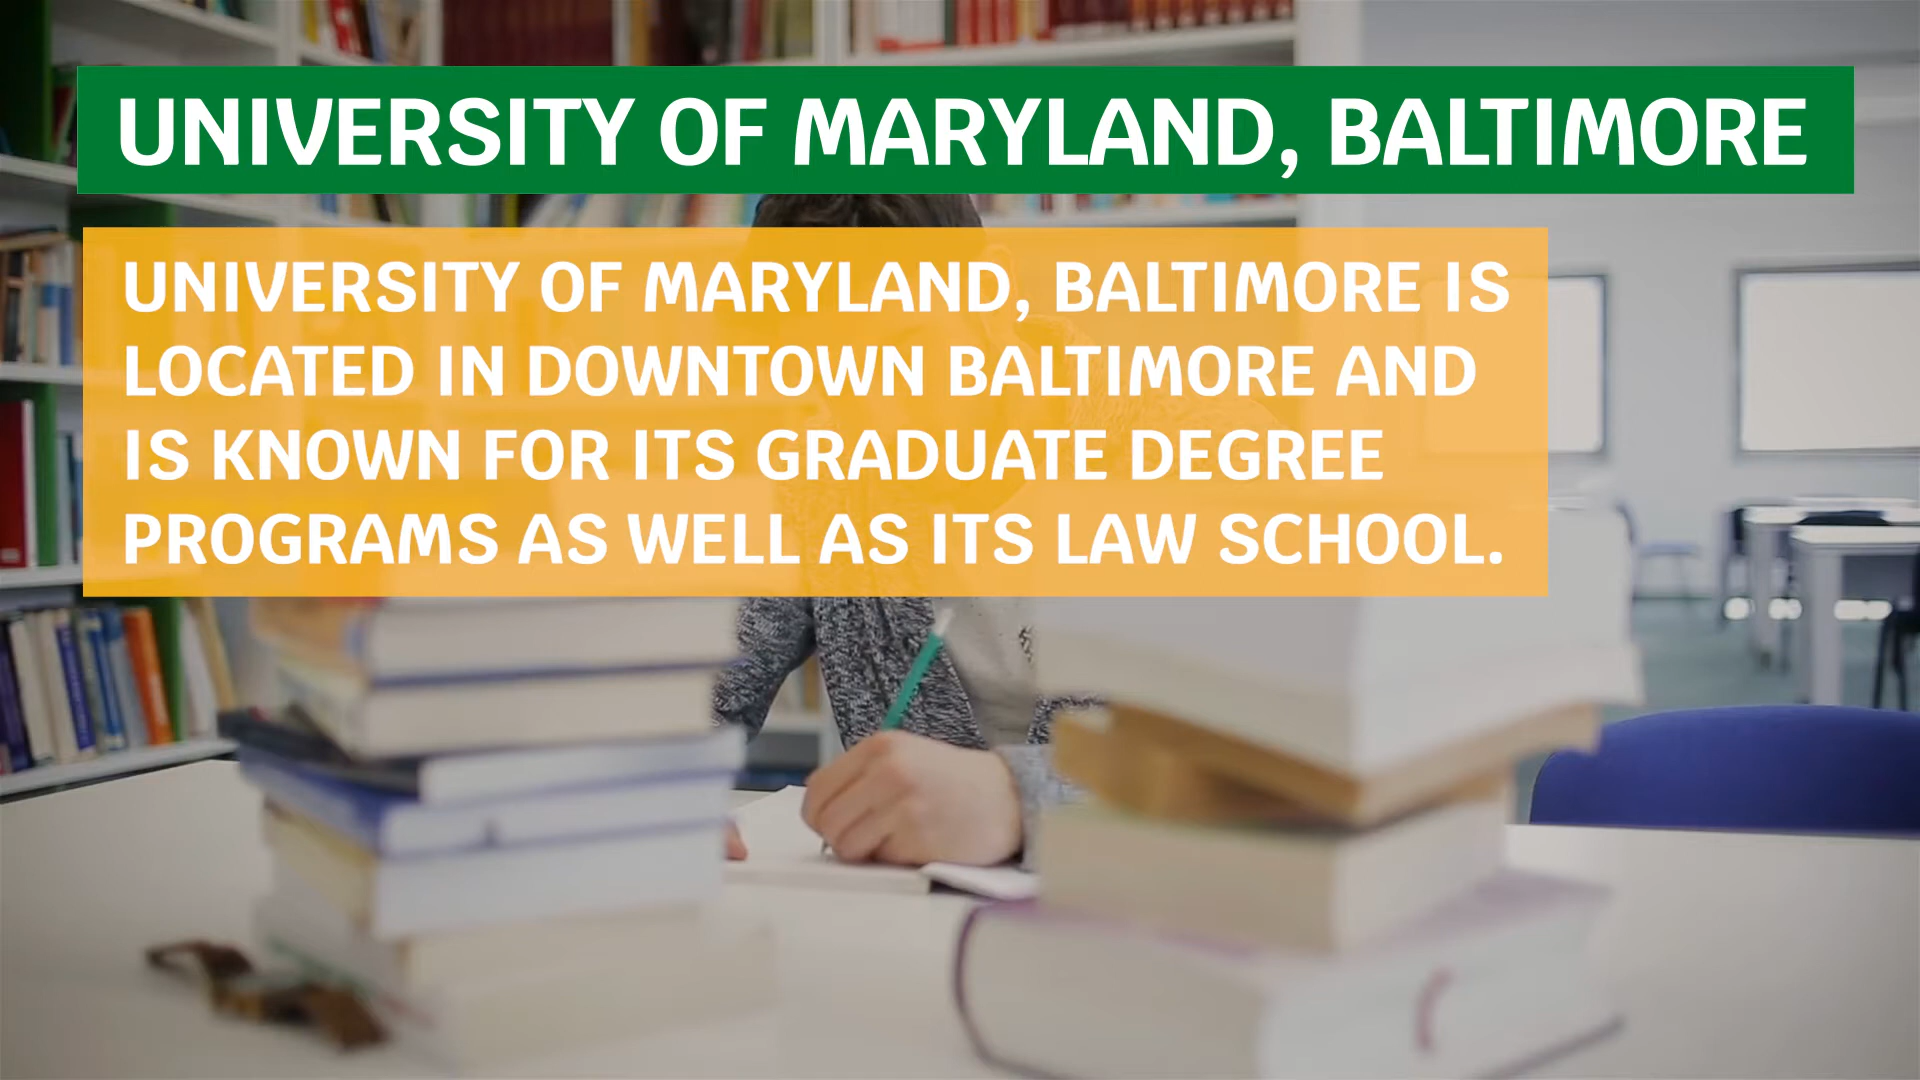 UNIVERSITY OF MARYLAND, BALTIMORE
UNIVERSITY OF MARYLAND, BALTIMORE IS
LOCATED IN DOWNTOWN BALTIMORE AND
IS KNOWN FOR ITS GRADUATE DEGREE
PROGRAMS AS WELL AS ITS LAW SCHOOL.